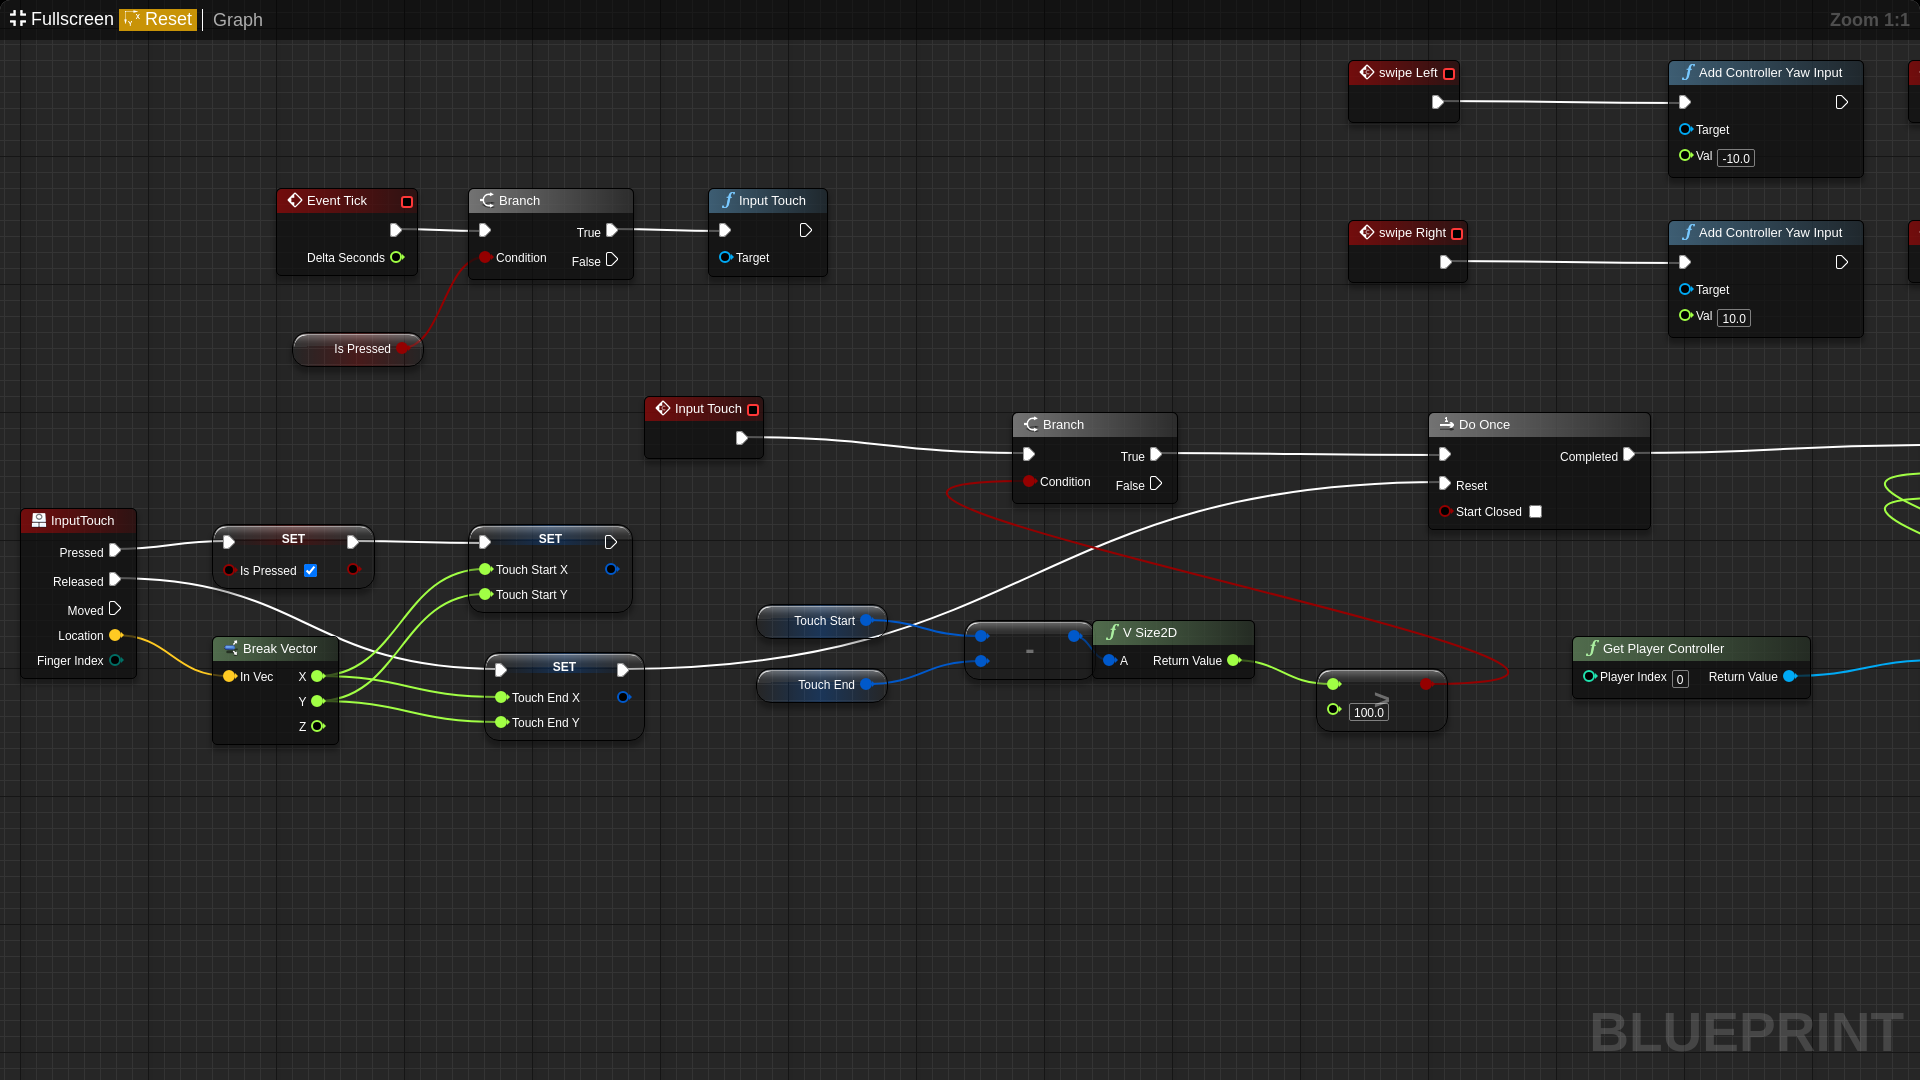 Fullscreen Reset Graph
Zoom 1:1
swipe Left
Add Controller Yaw Input
Target
Val -10.0
Event Tick
Delta Seconds
Branch
True
Condition
False
Input Touch
Target
swipe Right
Add Controller Yaw Input
Target
Val 10.0
Is Pressed
Input Touch
Branch
True
Condition
False
Do Once
Completed
Reset
Start Closed
InputTouch
Pressed
Released
Moved
Location
Finger Index
SET
Is Pressed
SET
Touch Start X
Touch Start Y
Break Vector
In Vec X
Y
Z
SET
Touch End X
Touch End Y
Touch Start
Touch End
-
V Size2D
A Return Value
>
100.0
Get Player Controller
Player Index 0 Return Value
BLUEPRINT